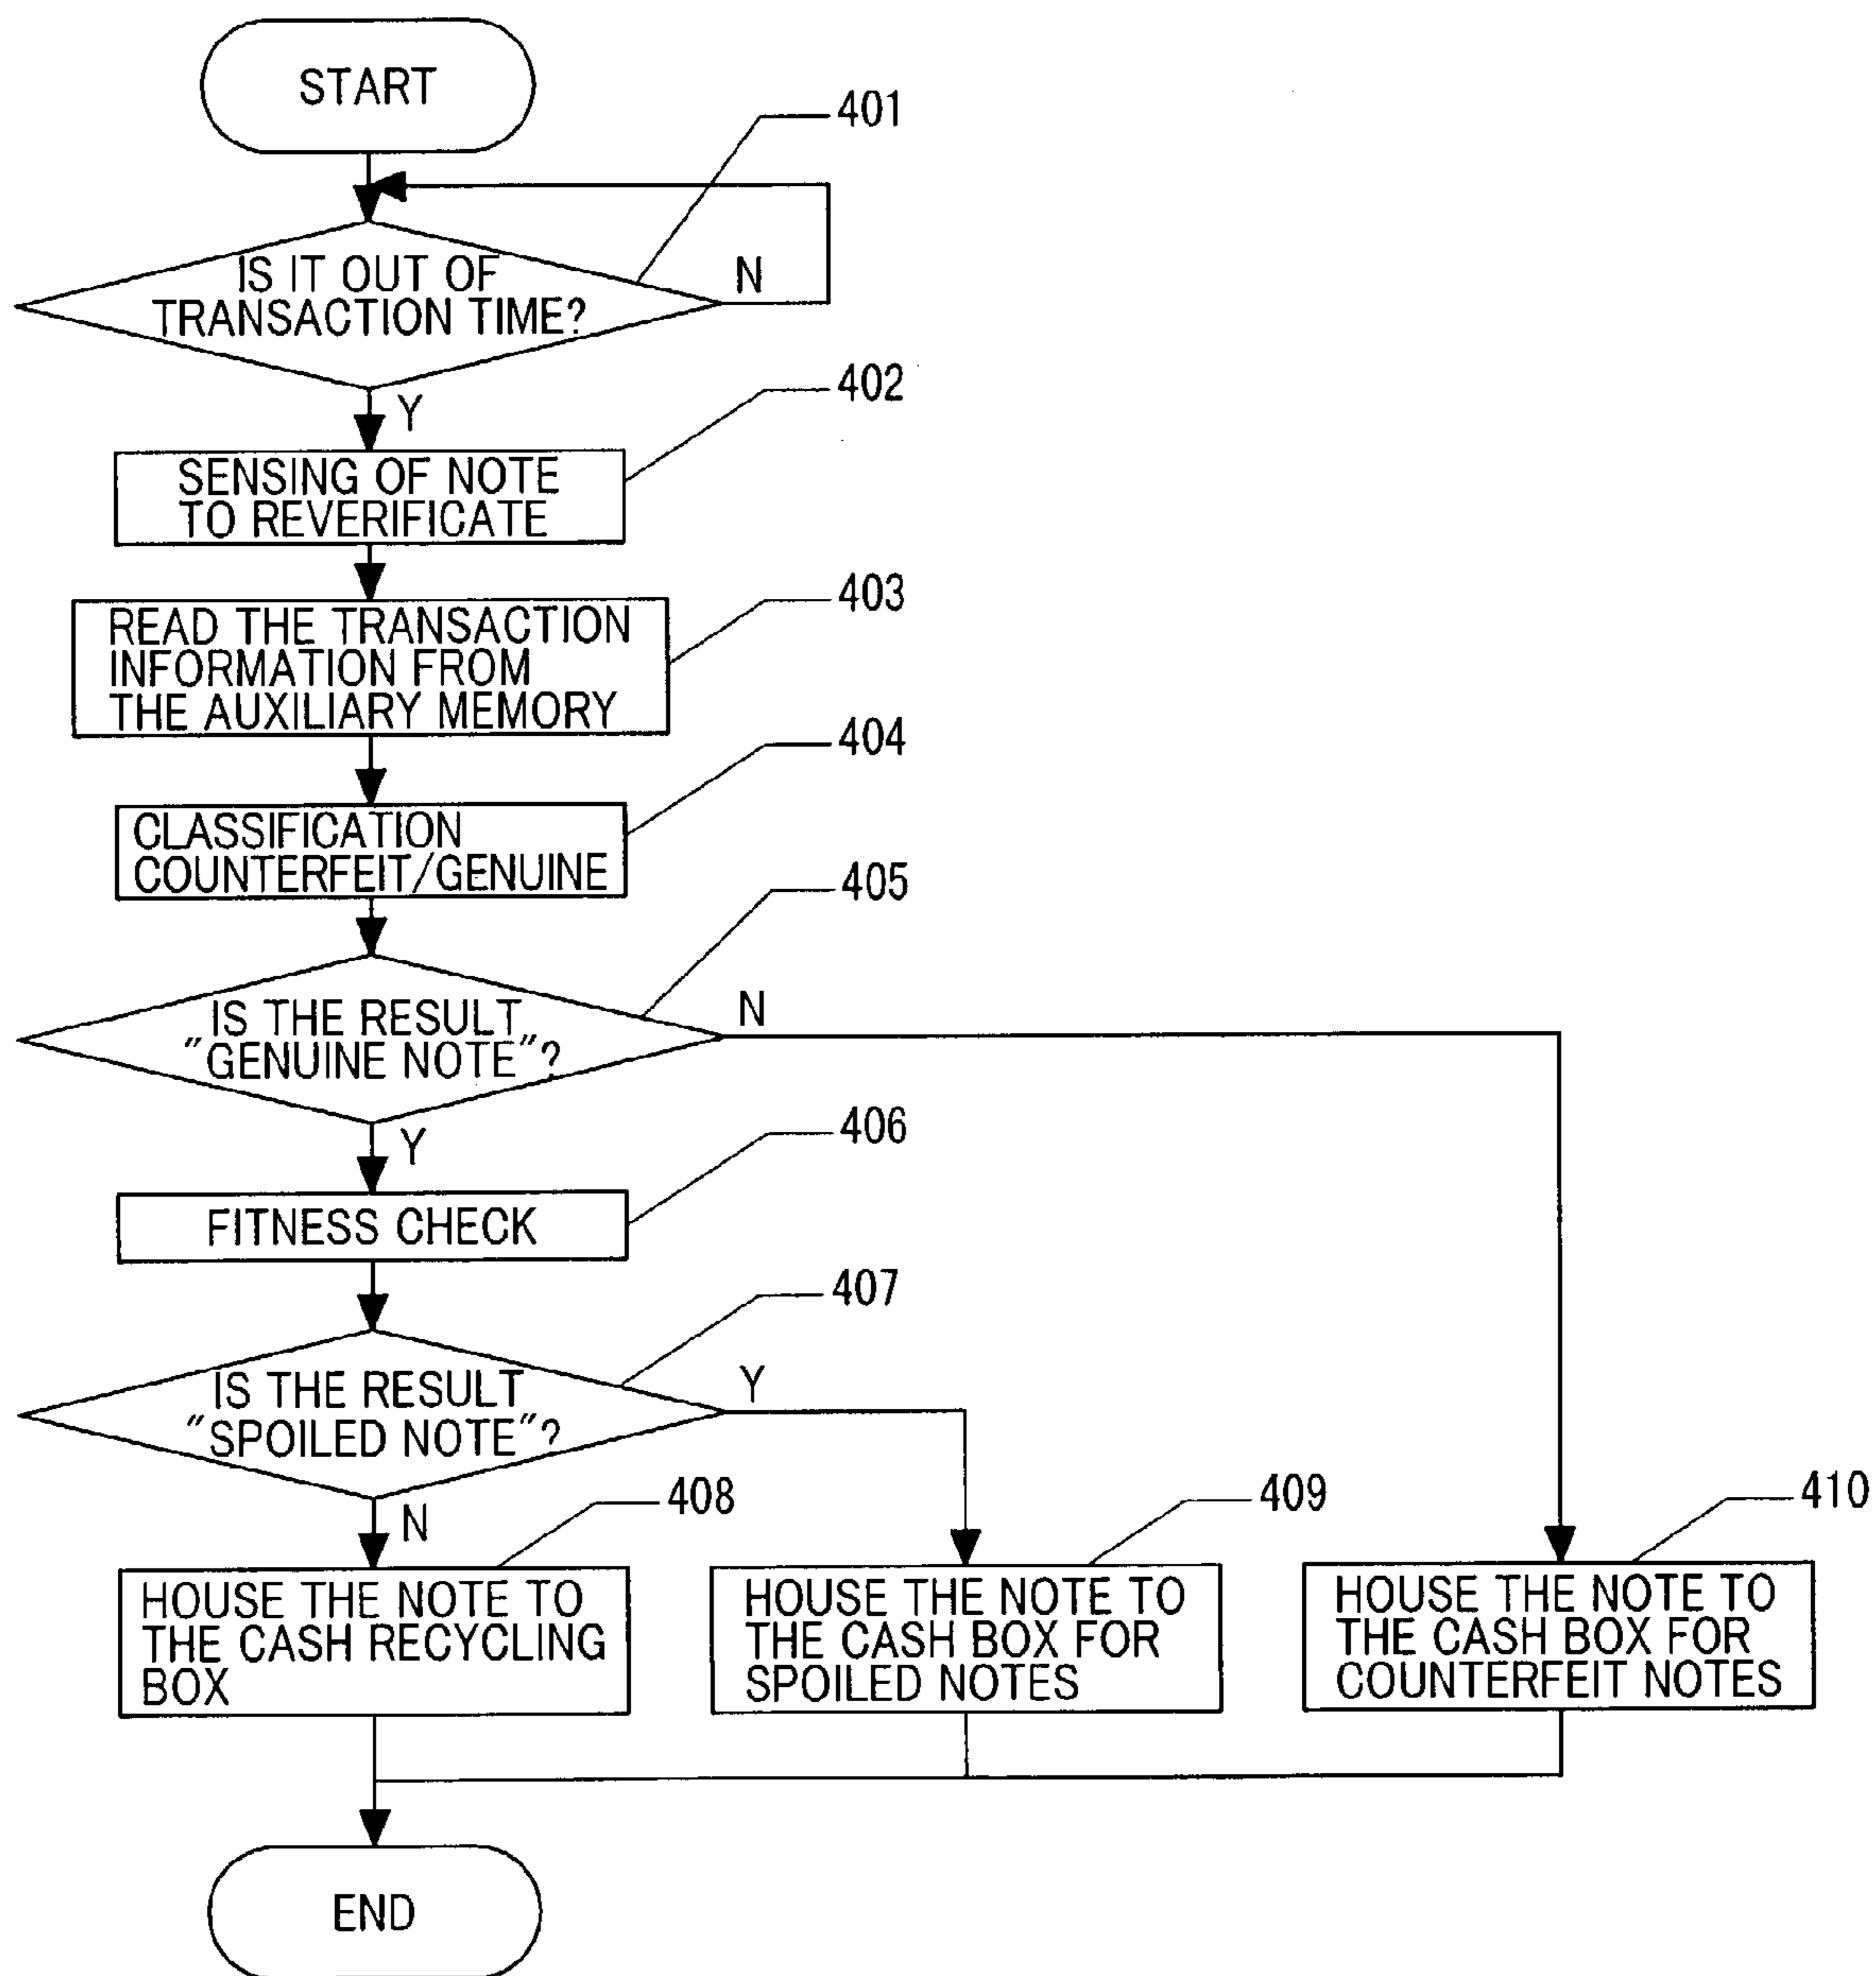 START
401
IS IT OUT OF
TRANSACTION TIME?
N
Y
402
SENSING OF NOTE
TO REVERIFICATE
403
READ THE TRANSACTION
INFORMATION FROM
THE AUXILIARY MEMORY
404
CLASSIFICATION
COUNTERFEIT/GENUINE
405
IS THE RESULT
"GENUINE NOTE"?
N
Y
406
FITNESS CHECK
407
IS THE RESULT
"SPOILED NOTE"?
Y
N
408
HOUSE THE NOTE TO
THE CASH RECYCLING
BOX
409
HOUSE THE NOTE TO
THE CASH BOX FOR
SPOILED NOTES
410
HOUSE THE NOTE TO
THE CASH BOX FOR
COUNTERFEIT NOTES
END